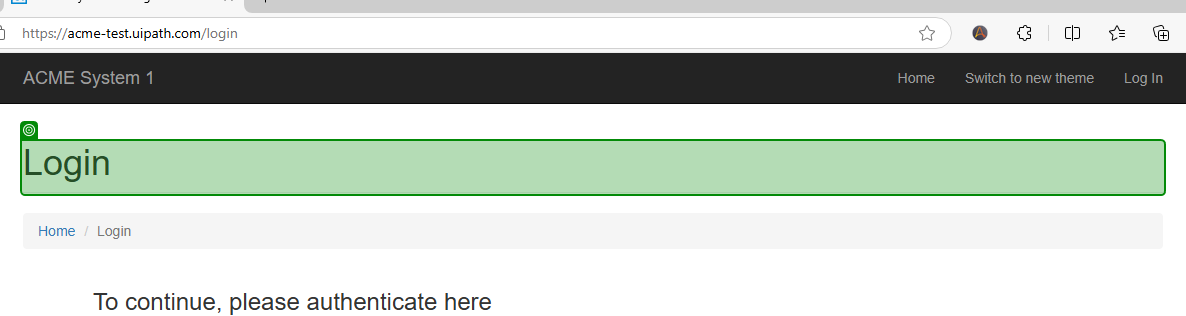 https://acme-test.uipath.com/login
ACME System 1 Home Switch to new theme Log In
Login
Home / Login
To continue, please authenticate here